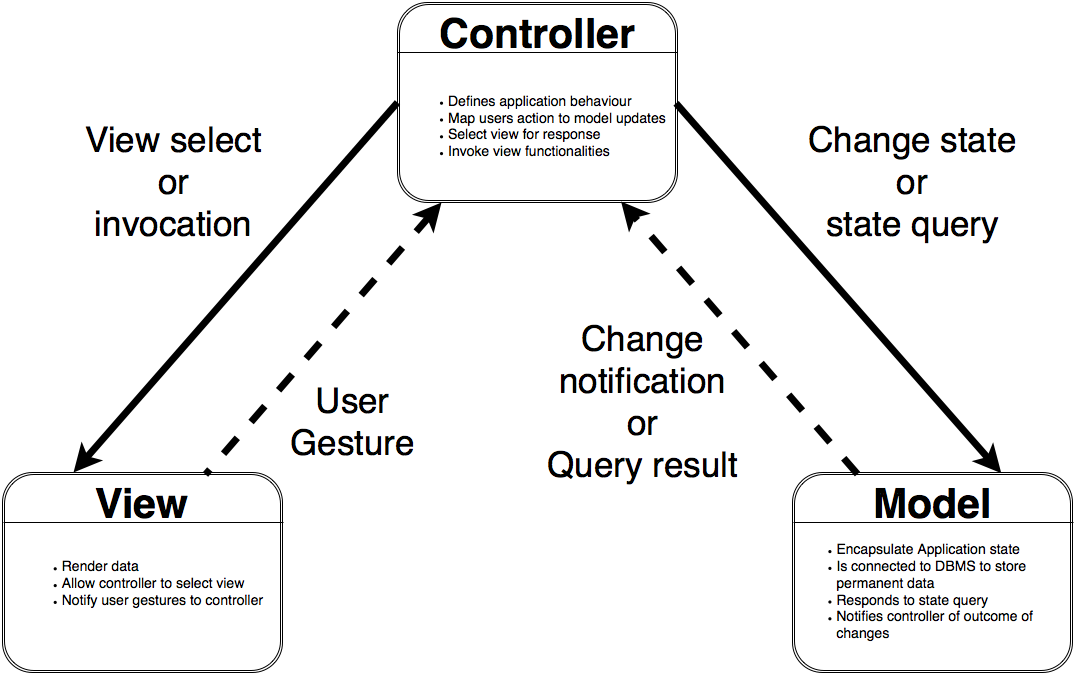 Controller
• Defines application behaviour
• Map users action to model updates
• Select view for response
• Invoke view functionalities
View select
or
invocation
Change state
or
state query
User
Gesture
Change
notification
or
Query result
View
• Render data
• Allow controller to select view
• Notify user gestures to controller
Model
• Encapsulate Application state
• Is connected to DBMS to store
permanent data
• Responds to state query
• Notifies controller of outcome of
changes